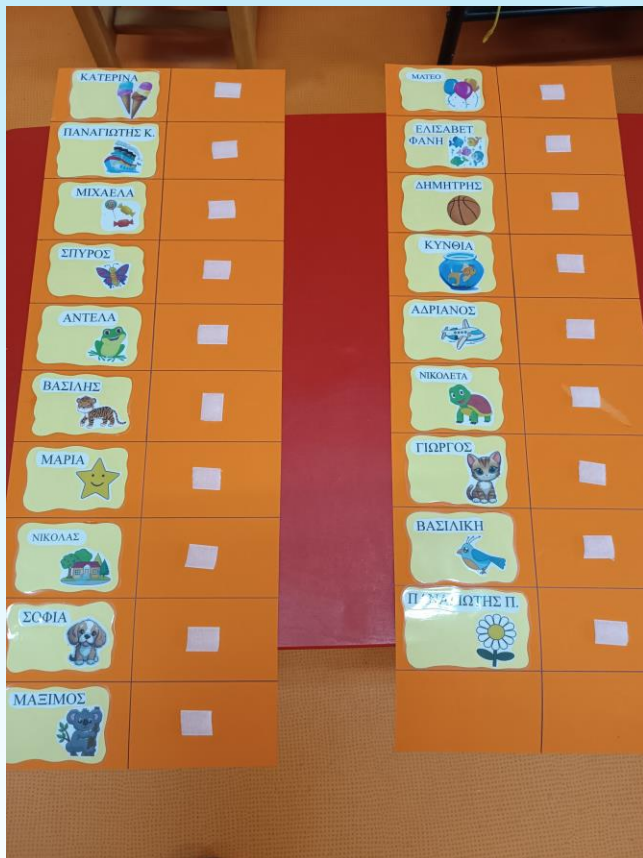 ΚΑΤΕΡΙΝΑ
ΠΑΝΑΓΙΩΤΗΣ Κ.
ΜΙΧΑΕΛΑ
ΣΠΥΡΟΣ
ΑΝΤΕΛΑ
ΒΑΣΙΛΗΣ
ΜΑΡΙΑ
ΝΙΚΟΛΑΣ
ΣΟΦΙΑ
ΜΑΞΙΜΟΣ
ΜΑΤΕΟ
ΕΛΙΣΑΒΕΤ
ΦΑΝΗ
ΔΗΜΗΤΡΗΣ
ΚΥΝΘΙΑ
ΑΔΡΙΑΝΟΣ
ΝΙΚΟΛΕΤΑ
ΓΙΩΡΓΟΣ
ΒΑΣΙΛΙΚΗ
ΠΑΝΑΓΙΩΤΗΣ Π.